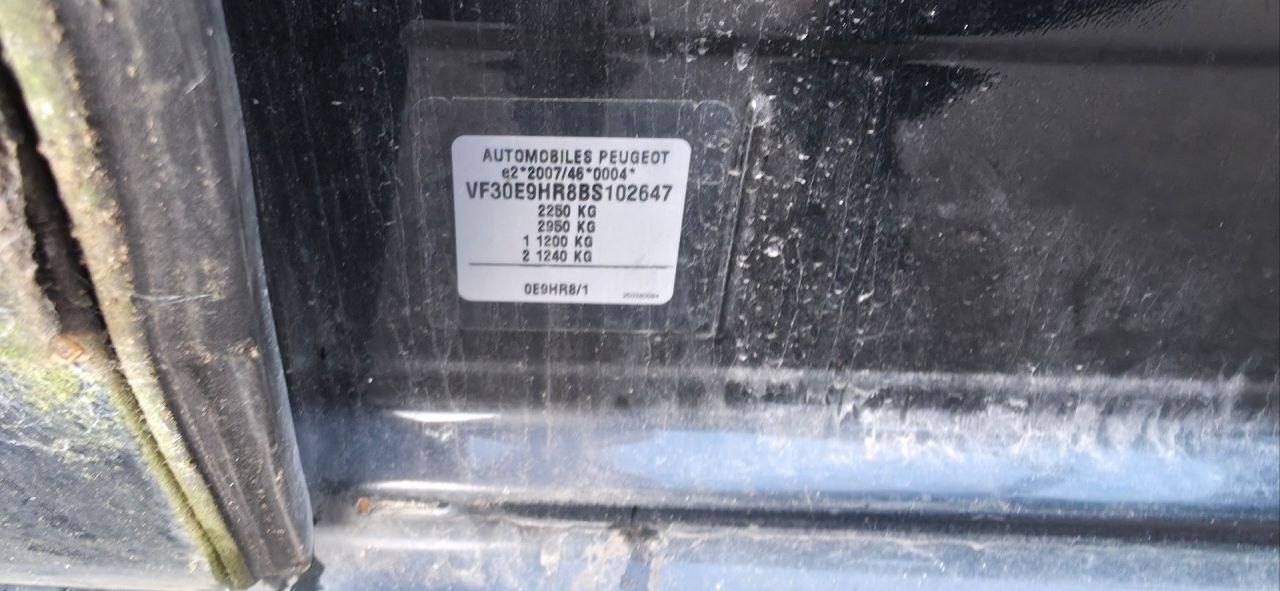 AUTOMOBILES PEUGEOT
e2*2007/46*0004*
VF30E9HR8BS102647
2250 KG
2950 KG
1 1200 KG
2 1240 KG
0E9HR8/1